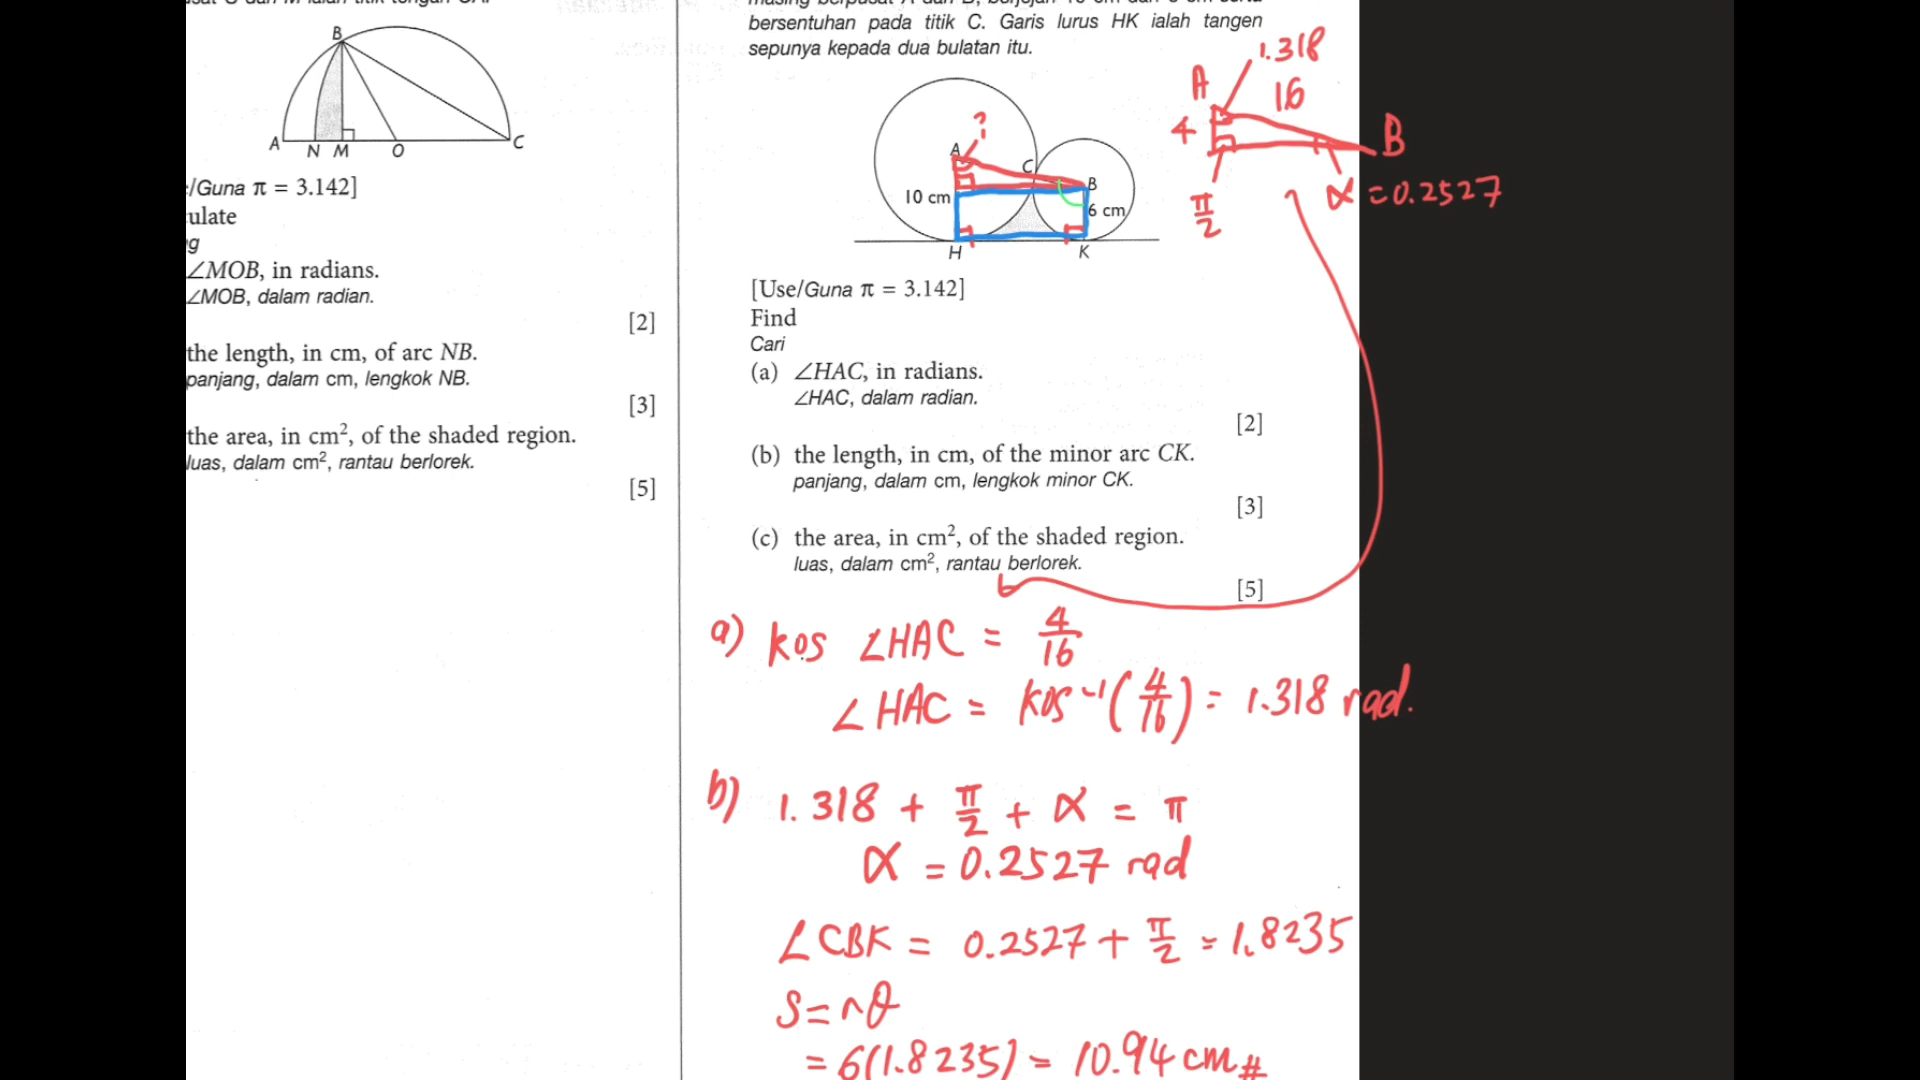 B
A N M O C
/Guna π = 3.142]
ulate
g
∠MOB, in radians.
∠MOB, dalam radian.
[2]
the length, in cm, of arc NB.
panjang, dalam cm, lengkok NB.
[3]
the area, in cm², of the shaded region.
luas, dalam cm², rantau berlorek.
[5]
bersentuhan pada titik C. Garis lurus HK ialah tangen
sepunya kepada dua bulatan itu.
?
A
C
B
10 cm
6 cm
H K
1.318
A
16
4
B
π/2
α = 0.2527
[Use/Guna π = 3.142]
Find
Cari
(a) ∠HAC, in radians.
∠HAC, dalam radian.
[2]
(b) the length, in cm, of the minor arc CK.
panjang, dalam cm, lengkok minor CK.
[3]
(c) the area, in cm², of the shaded region.
luas, dalam cm², rantau berlorek.
[5]
a) kos ∠HAC = 4/16
∠HAC = kos⁻¹(4/16) = 1.318 rad.
b) 1.318 + π/2 + α = π
α = 0.2527 rad
∠CBK = 0.2527 + π/2 = 1.8235
S = rθ
= 6(1.8235) = 10.94 cm #